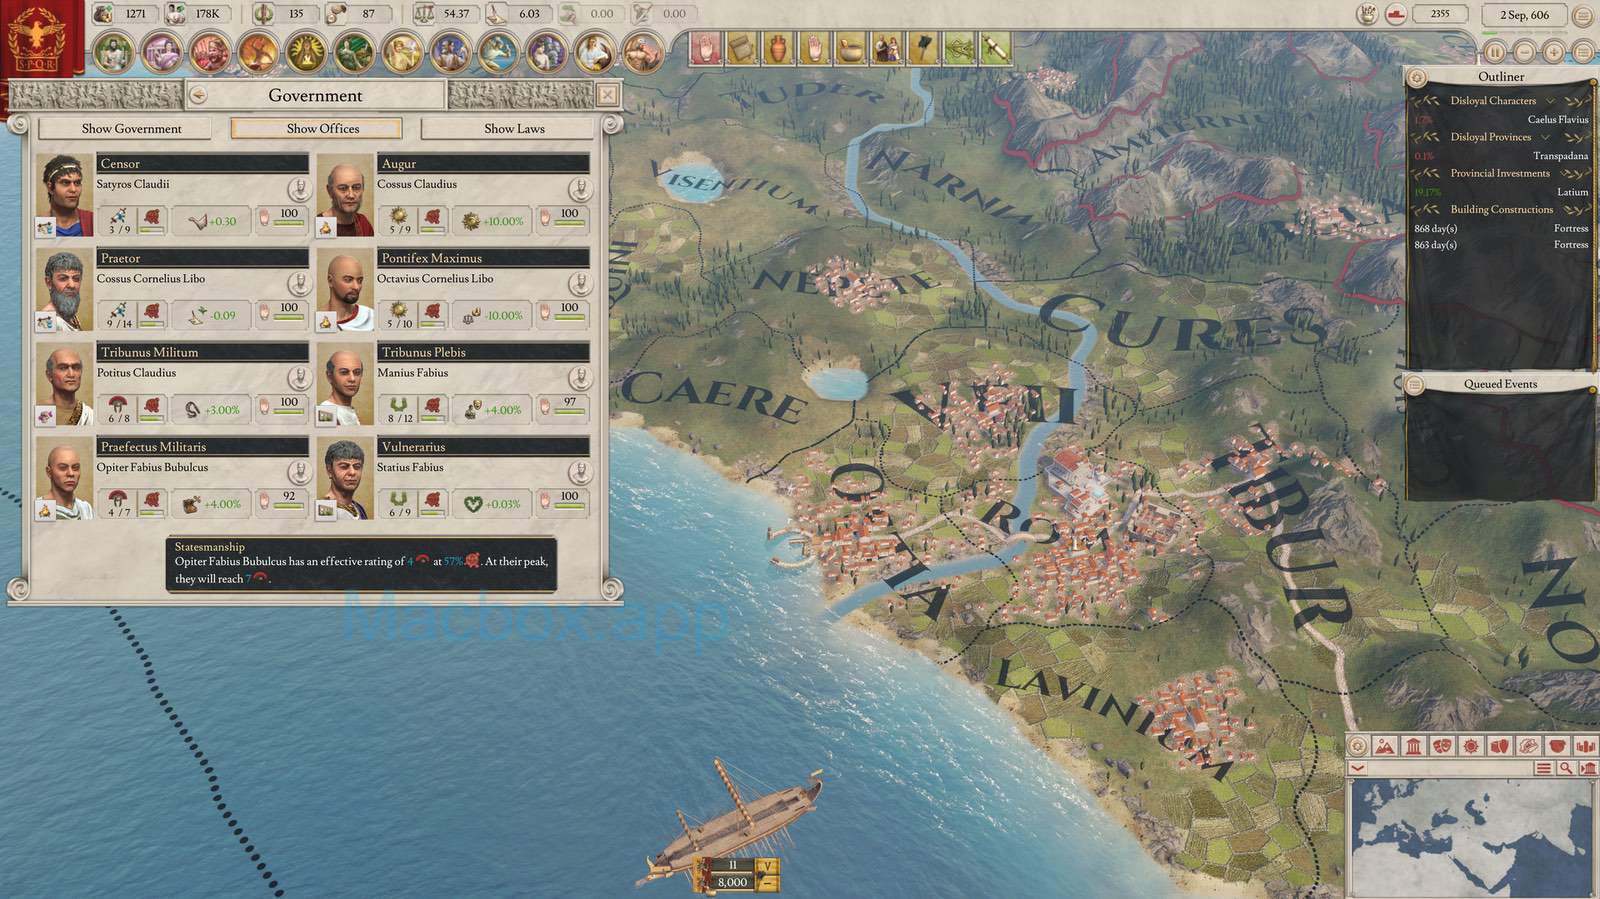 1271 178K 135 87 54.37 6.03 0.00 0.00 2355 2 Sep, 606
S·P·Q·R
Government
Show Government Show Offices Show Laws
Censor
Satyros Claudii
3 / 9 +0.30 100
Augur
Cossus Claudius
5 / 9 +10.00% 100
Praetor
Cossus Cornelius Libo
9 / 14 -0.09 100
Pontifex Maximus
Octavius Cornelius Libo
5 / 10 -10.00% 100
Tribunus Militum
Potitus Claudius
6 / 8 +3.00% 100
Tribunus Plebis
Manius Fabius
8 / 12 +4.00% 97
Praefectus Militaris
Opiter Fabius Bubulcus
4 / 7 +4.00% 92
Vulnerarius
Statius Fabius
6 / 9 +0.03% 100
Statesmanship
Opiter Fabius Bubulcus has an effective rating of 4 at 57% . At their peak,
they will reach 7 .
Macbox.app
TUDER
VISENTIUM
NARNIA
AMITERNUM
NEPETE
CURES
CAERE
VEII
OSTIA
ROMA
TIBUR
LAVINIUM
NO
11
8,000
Outliner
Disloyal Characters
1.7% Caelus Flavius
Disloyal Provinces
0.1% Transpadana
Provincial Investments
19.17% Latium
Building Constructions
868 day(s) Fortress
863 day(s) Fortress
Queued Events